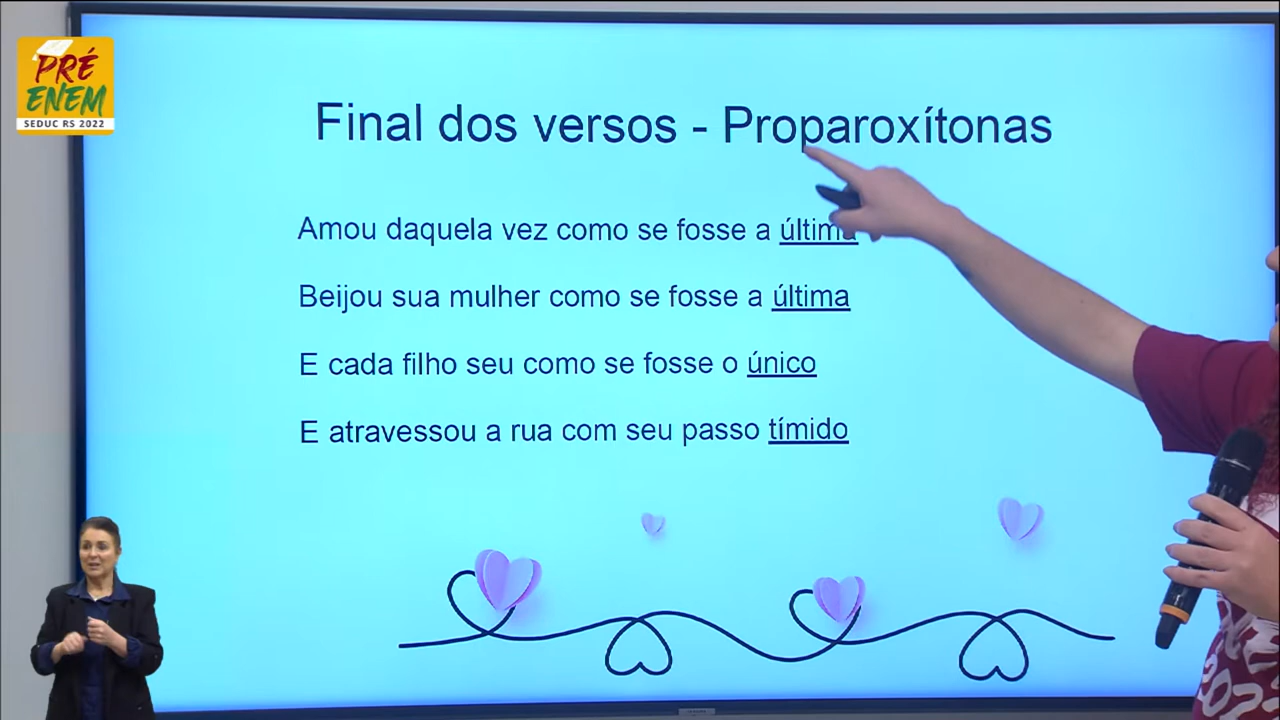 PRÉ
ENEM
SEDUC RS 2022
Final dos versos - Proparoxítonas
Amou daquela vez como se fosse a última
Beijou sua mulher como se fosse a última
E cada filho seu como se fosse o único
E atravessou a rua com seu passo tímido